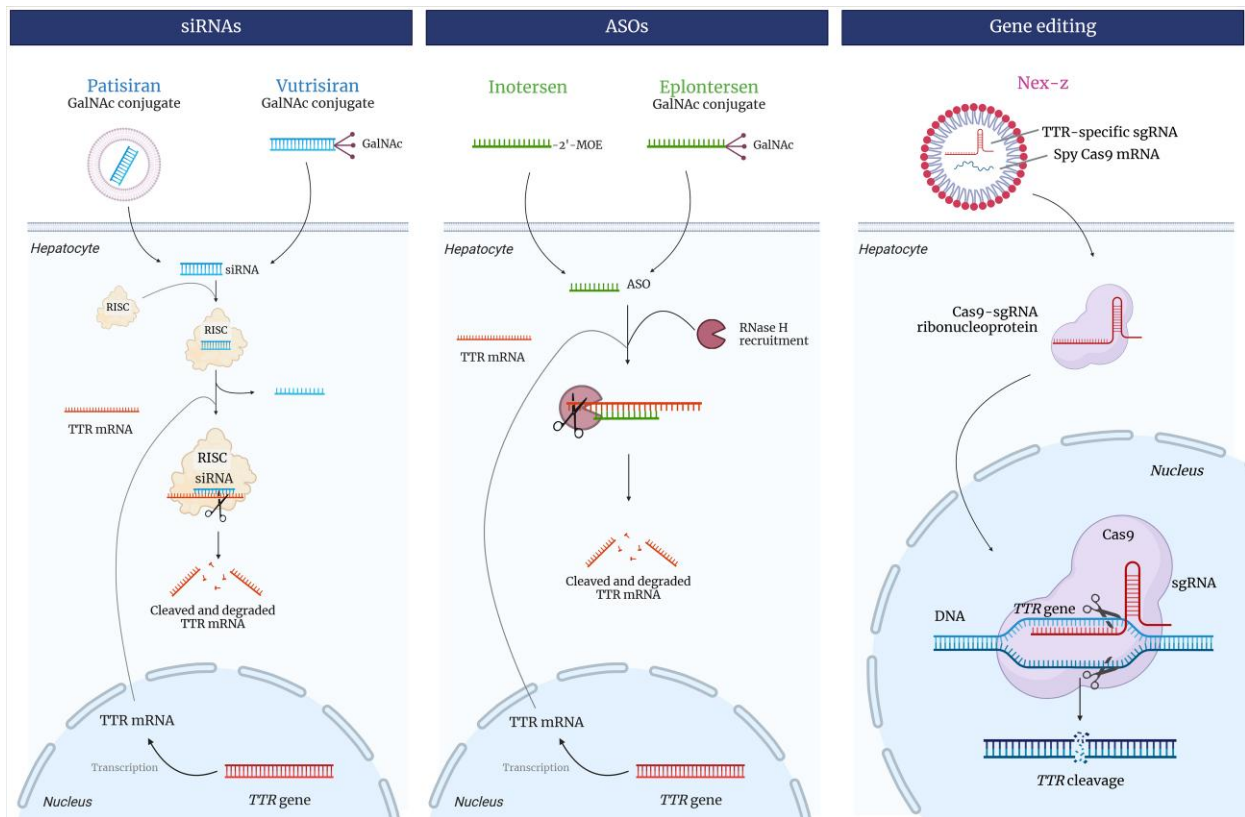 siRNAs
Patisiran
GalNAc conjugate
Vutrisiran
GalNAc conjugate
GalNAc
Hepatocyte
siRNA
RISC
RISC
TTR mRNA
RISC
siRNA
Cleaved and degraded
TTR mRNA
TTR mRNA
Transcription
TTR gene
Nucleus
ASOs
Inotersen
-2'-MOE
Eplontersen
GalNAc conjugate
GalNAc
Hepatocyte
ASO
RNase H
recruitment
TTR mRNA
Cleaved and degraded
TTR mRNA
TTR mRNA
Transcription
TTR gene
Nucleus
Gene editing
Nex-z
TTR-specific sgRNA
Spy Cas9 mRNA
Hepatocyte
Cas9-sgRNA
ribonucleoprotein
Nucleus
Cas9
sgRNA
TTR gene
DNA
TTR cleavage